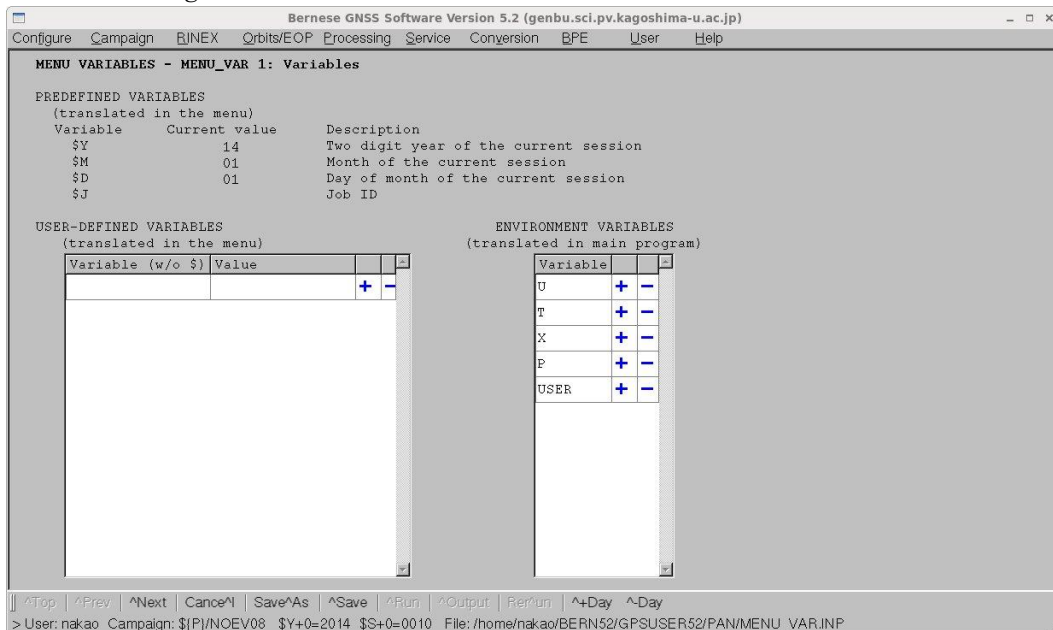 Bernese GNSS Software Version 5.2 (genbu.sci.pv.kagoshima-u.ac.jp)
Configure Campaign RINEX Orbits/EOP Processing Service Conversion BPE User Help
MENU VARIABLES - MENU_VAR 1: Variables
PREDEFINED VARIABLES
(translated in the menu)
Variable Current value Description
$Y 14 Two digit year of the current session
$M 01 Month of the current session
$D 01 Day of month of the current session
$J Job ID
USER-DEFINED VARIABLES ENVIRONMENT VARIABLES
(translated in the menu) (translated in main program)
Variable (w/o $) Value Variable
+ − U + −
T + −
X + −
P + −
USER + −
^Top | ^Prev | ^Next | Cance^l | Save^As | ^Save | ^Run | ^Output | Rer^un | ^+Day ^-Day
> User: nakao Campaign: ${P}/NOEV08 $Y+0=2014 $S+0=0010 File: /home/nakao/BERN52/GPSUSER52/PAN/MENU_VAR.INP